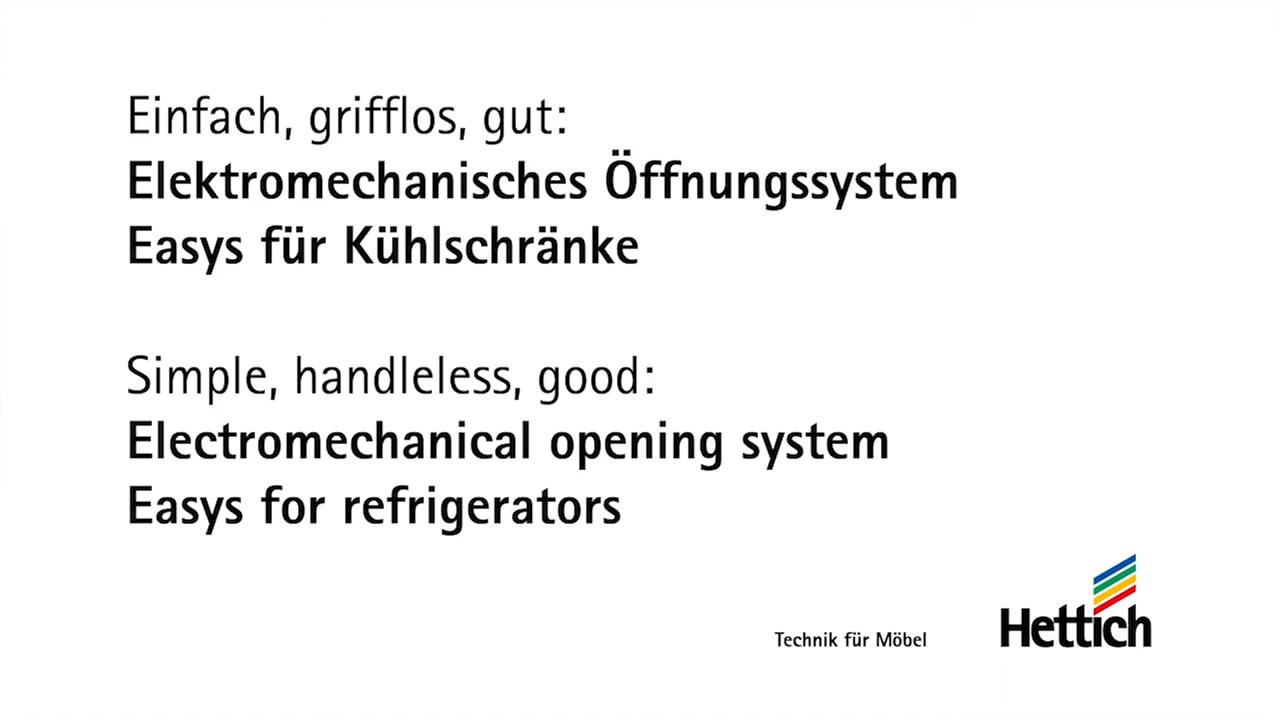 Einfach, grifflos, gut:
Elektromechanisches Öffnungssystem
Easys für Kühlschränke
Simple, handleless, good:
Electromechanical opening system
Easys for refrigerators
Technik für Möbel
Hettich